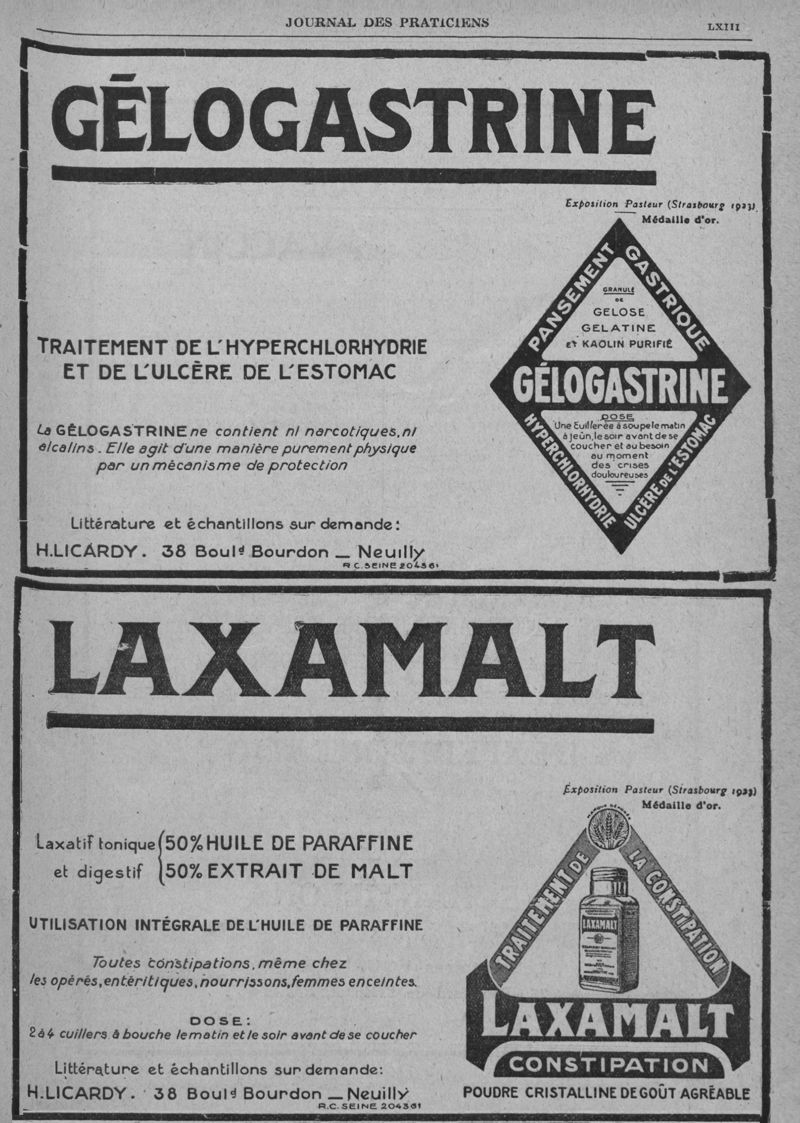 JOURNAL DES PRATICIENS
LXIII
GÉLOGASTRINE
Exposition Pasteur (Strasbourg 1923)
Médaille d'or.
PANSEMENT GASTRIQUE
GRANULÉ
DE
GELOSE
GELATINE
ET KAOLIN PURIFIÉ
GÉLOGASTRINE
DOSE
Une Cuillerée à soupe le matin
à jeûn, le soir avant de se
coucher et au besoin
au moment
des crises
douloureuses
HYPERCHLORHYDRIE
ULCÈRE DE L'ESTOMAC
TRAITEMENT DE L'HYPERCHLORHYDRIE
ET DE L'ULCÈRE DE L'ESTOMAC
La GÉLOGASTRINE ne contient ni narcotiques, ni
alcalins. Elle agit d'une manière purement physique
par un mécanisme de protection
Littérature et échantillons sur demande:
H. LICARDY. 38 Boulᵈ Bourdon _ Neuilly
R.C. SEINE 204361
LAXAMALT
Exposition Pasteur (Strasbourg 1923)
Médaille d'or.
MARQUE DÉPOSÉE
TRAITEMENT DE
LA CONSTIPATION
LAXAMALT
LAXAMALT
CONSTIPATION
POUDRE CRISTALLINE DE GOÛT AGRÉABLE
Laxatif tonique 50% HUILE DE PARAFFINE
et digestif 50% EXTRAIT DE MALT
UTILISATION INTÉGRALE DE L'HUILE DE PARAFFINE
Toutes constipations, même chez
les opérés, entéritiques, nourrissons, femmes enceintes.
DOSE:
2 à 4 cuillers à bouche le matin et le soir avant de se coucher
Littérature et échantillons sur demande:
H. LICARDY. 38 Boulᵈ Bourdon _ Neuilly
R.C. SEINE 204361